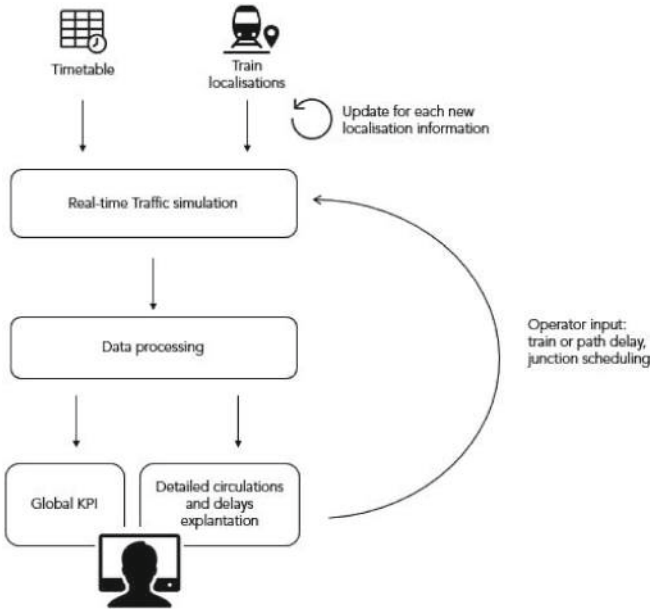 Timetable
Train
localisations
Update for each new
localisation information
Real-time Traffic simulation
Data processing
Operator input:
train or path delay,
junction scheduling
Global KPI
Detailed circulations
and delays
explantation